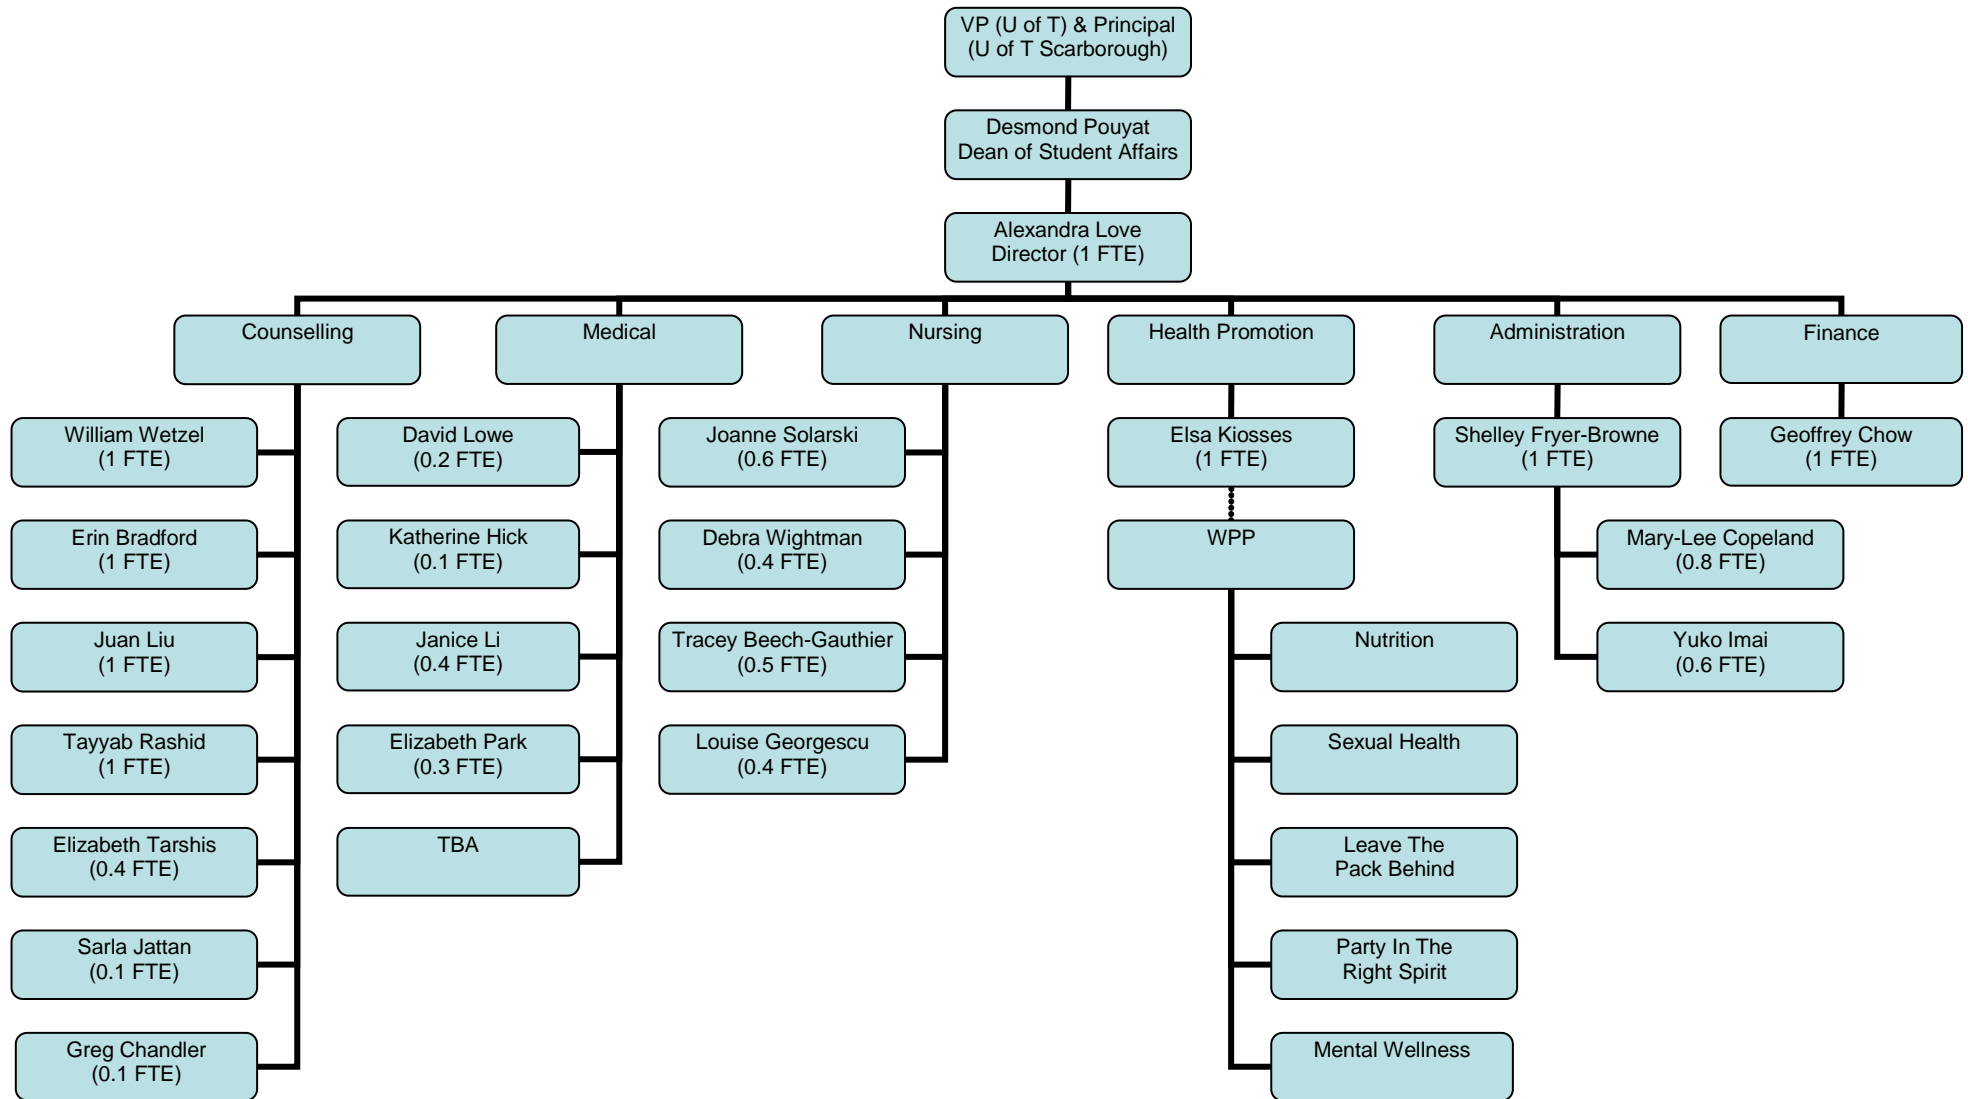 VP (U of T) & Principal
(U of T Scarborough)
Desmond Pouyat
Dean of Student Affairs
Alexandra Love
Director (1 FTE)
Counselling
Medical
Nursing
Health Promotion
Administration
Finance
William Wetzel
(1 FTE)
Erin Bradford
(1 FTE)
Juan Liu
(1 FTE)
Tayyab Rashid
(1 FTE)
Elizabeth Tarshis
(0.4 FTE)
Sarla Jattan
(0.1 FTE)
Greg Chandler
(0.1 FTE)
David Lowe
(0.2 FTE)
Katherine Hick
(0.1 FTE)
Janice Li
(0.4 FTE)
Elizabeth Park
(0.3 FTE)
TBA
Joanne Solarski
(0.6 FTE)
Debra Wightman
(0.4 FTE)
Tracey Beech-Gauthier
(0.5 FTE)
Louise Georgescu
(0.4 FTE)
Elsa Kiosses
(1 FTE)
WPP
Nutrition
Sexual Health
Leave The
Pack Behind
Party In The
Right Spirit
Mental Wellness
Shelley Fryer-Browne
(1 FTE)
Mary-Lee Copeland
(0.8 FTE)
Yuko Imai
(0.6 FTE)
Geoffrey Chow
(1 FTE)